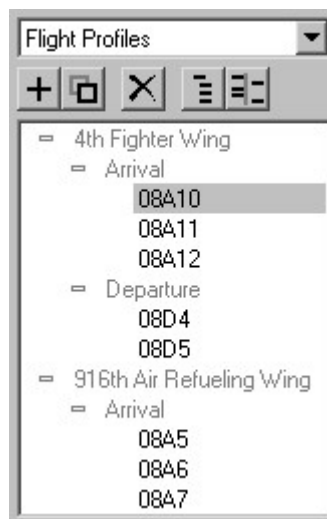 Flight Profiles
4th Fighter Wing
Arrival
08A10
08A11
08A12
Departure
08D4
08D5
916th Air Refueling Wing
Arrival
08A5
08A6
08A7